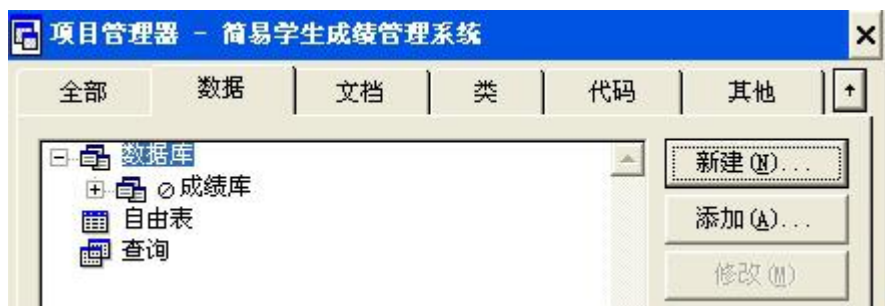 项目管理器 - 简易学生成绩管理系统
全部 数据 文档 类 代码 其他
数据库
成绩库
自由表
查询
新建(N)...
添加(A)...
修改(M)